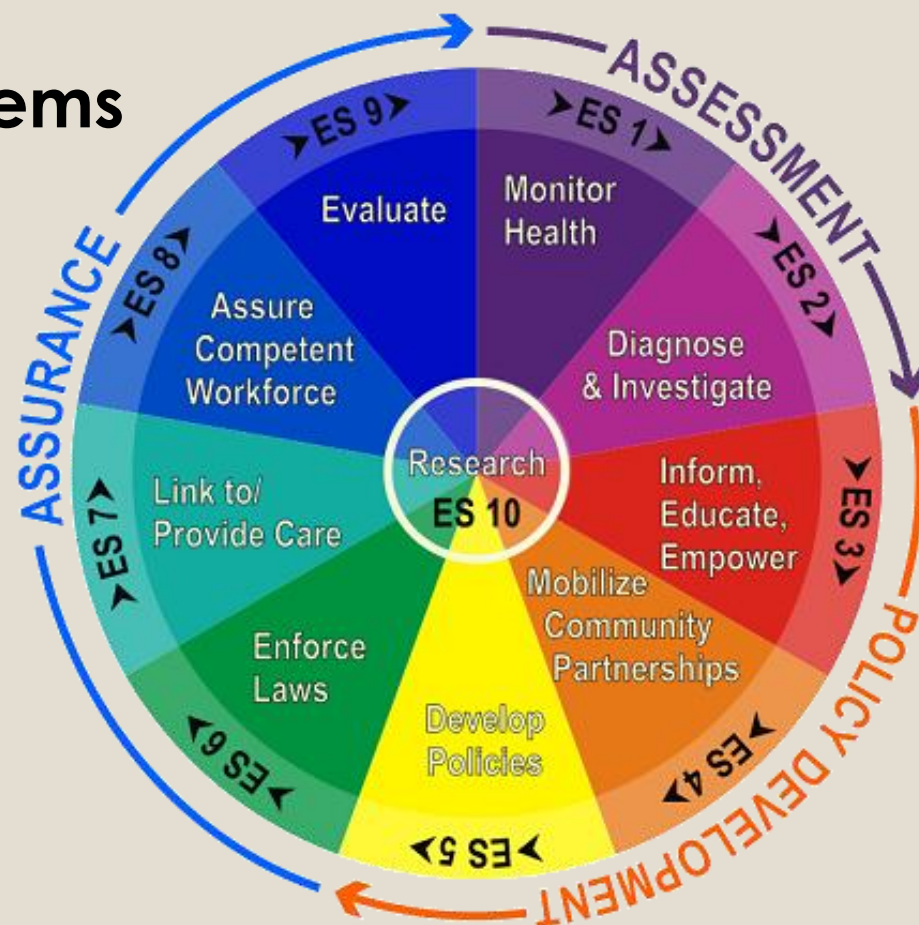 ems
ASSESSMENT
➤ES 1➤
Monitor
Health
➤ES 2➤
Diagnose
& Investigate
➤ES 3➤
Inform,
Educate,
Empower
POLICY DEVELOPMENT
➤ES 4➤
Mobilize
Community
Partnerships
➤ES 5➤
Develop
Policies
ASSURANCE
➤ES 6➤
Enforce
Laws
➤ES 7➤
Link to/
Provide Care
➤ES 8➤
Assure
Competent
Workforce
➤ES 9➤
Evaluate
Research
ES 10